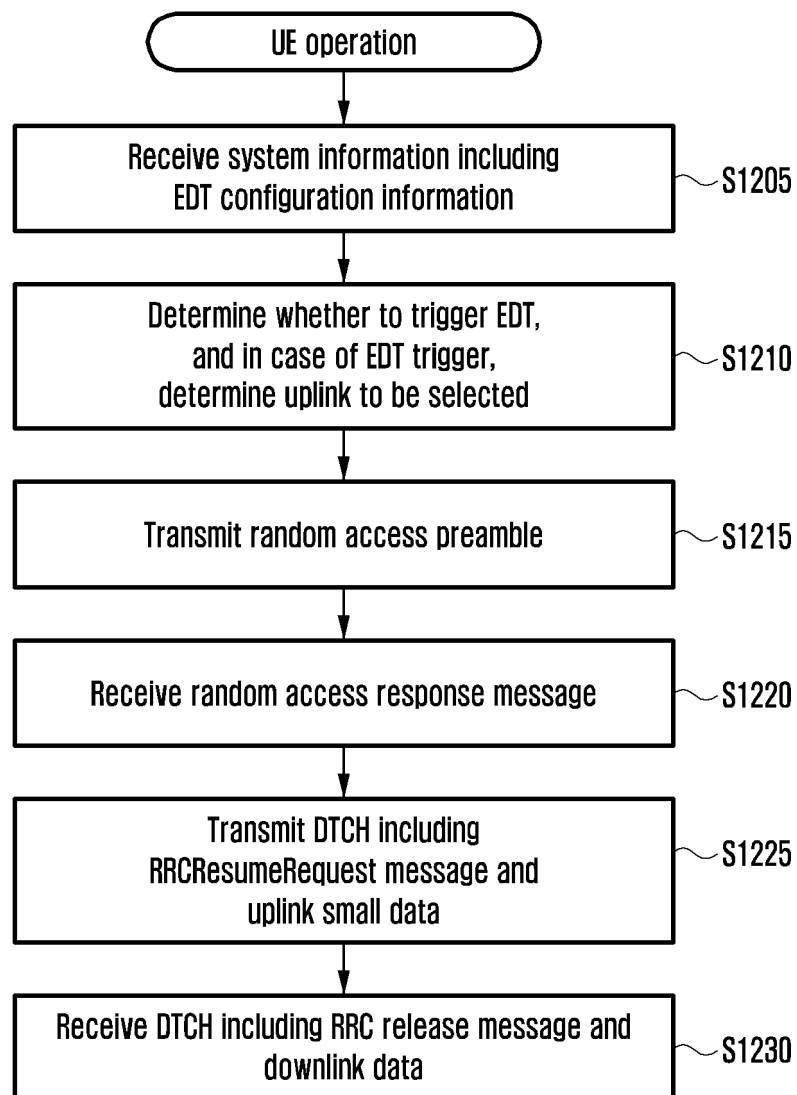 UE operation
Receive system information including
EDT configuration information
S1205
Determine whether to trigger EDT,
and in case of EDT trigger,
determine uplink to be selected
S1210
Transmit random access preamble
S1215
Receive random access response message
S1220
Transmit DTCH including
RRCResumeRequest message and
uplink small data
S1225
Receive DTCH including RRC release message and
downlink data
S1230